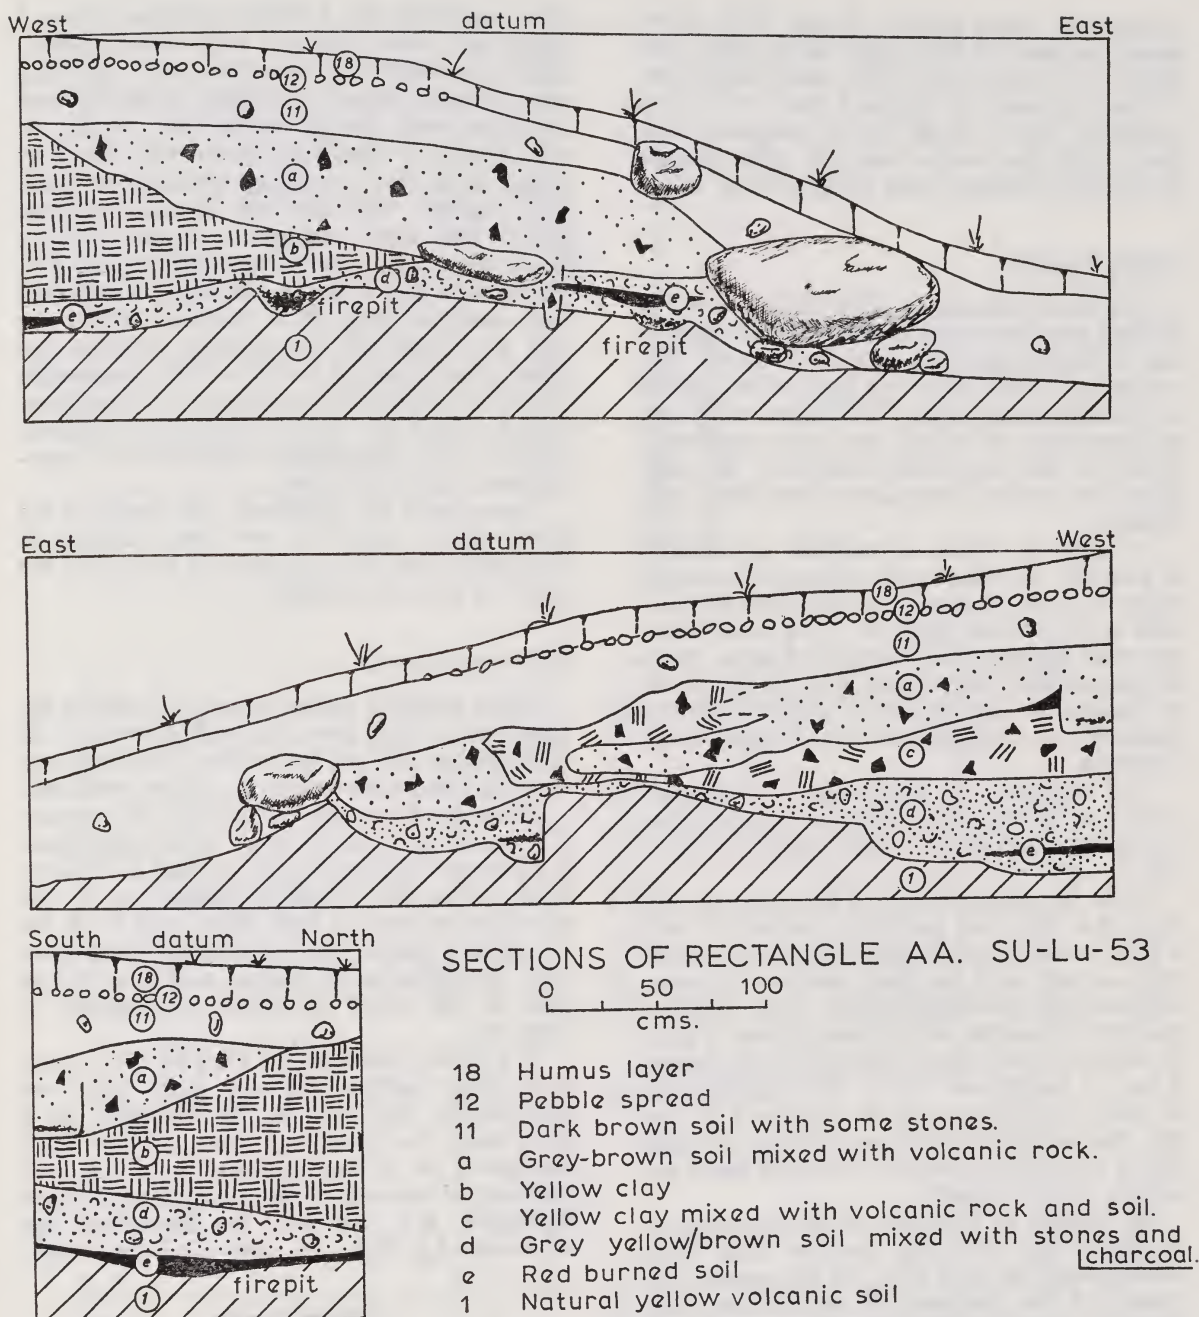 West datum East
18
12
11
a
b
d
e
e
firepit
firepit
1
East datum West
18
12
11
a
c
d
e
1
South datum North
18
12
11
a
b
d
e
firepit
1
SECTIONS OF RECTANGLE AA. SU-Lu-53
0 50 100
cms.
18 Humus layer
12 Pebble spread
11 Dark brown soil with some stones.
a Grey-brown soil mixed with volcanic rock.
b Yellow clay
c Yellow clay mixed with volcanic rock and soil.
d Grey yellow/brown soil mixed with stones and
charcoal.
e Red burned soil
1 Natural yellow volcanic soil